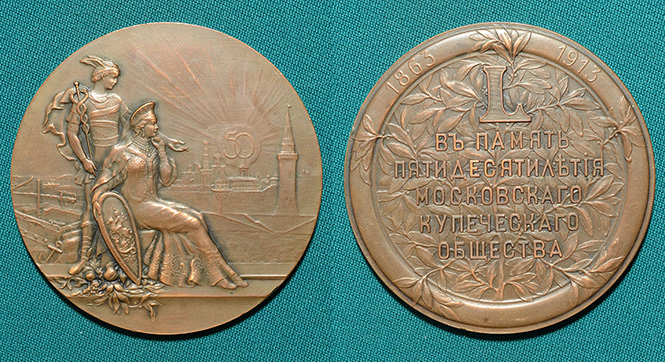 50
1863 1913
L
ВЪ ПАМЯТЬ
ПЯТИДЕСЯТИЛѢТІЯ
МОСКОВСКАГО
КУПЕЧЕСКАГО
ОБЩЕСТВА